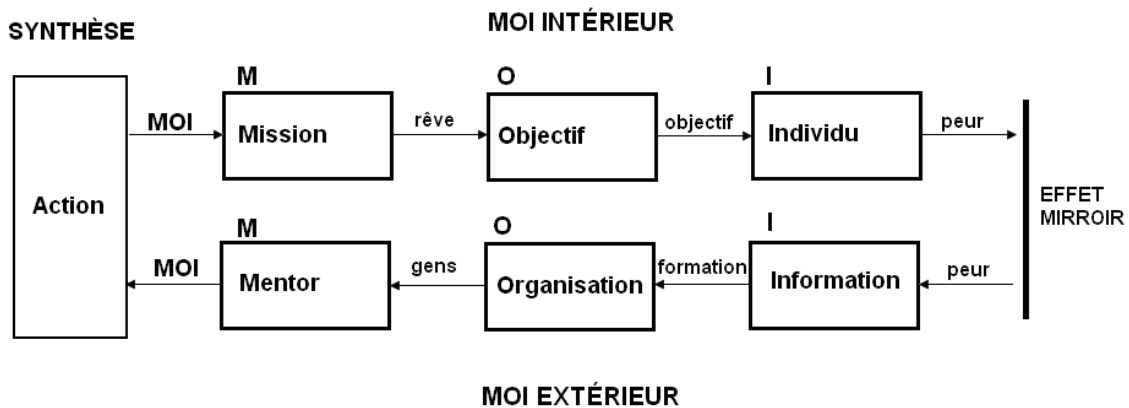 SYNTHÈSE
MOI INTÉRIEUR
M
O
I
MOI
Mission
rêve
Objectif
objectif
Individu
peur
Action
EFFET
MIRROIR
M
O
I
MOI
Mentor
gens
Organisation
formation
Information
peur
MOI EXTÉRIEUR